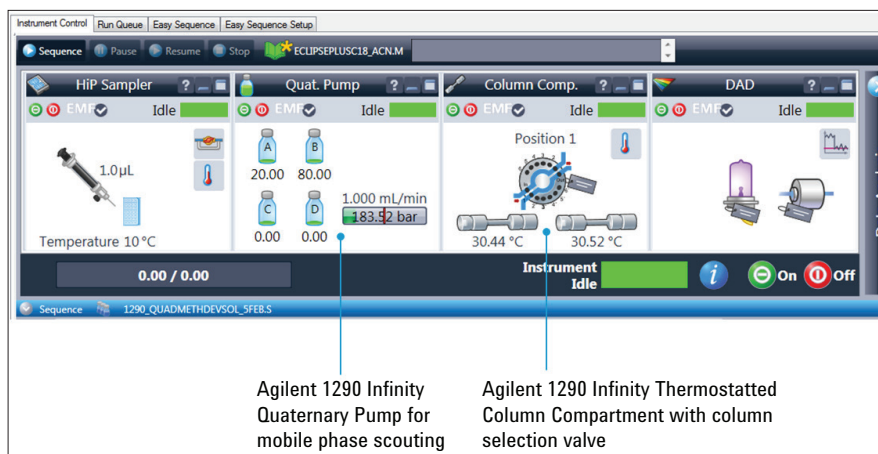 Instrument Control Run Queue Easy Sequence Easy Sequence Setup
Sequence Pause Resume Stop ECLIPSEPLUSC18_ACN.M
HiP Sampler ? Quat. Pump ? Column Comp. ? DAD ?
EMF Idle EMF Idle EMF Idle Idle
Position 1
A B
1.0µL
20.00 80.00
1.000 mL/min
C D 183.52 bar
0.00 0.00
Temperature 10 °C 30.44 °C 30.52 °C
0.00 / 0.00 Instrument Idle i On Off
Sequence 1290_QUADMETHDEVSOL_5FEB.S
Agilent 1290 Infinity
Quaternary Pump for
mobile phase scouting
Agilent 1290 Infinity Thermostatted
Column Compartment with column
selection valve